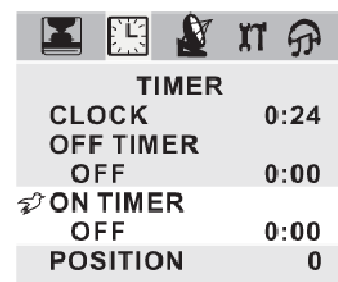 TIMER
CLOCK 0:24
OFF TIMER
OFF 0:00
ON TIMER
OFF 0:00
POSITION 0